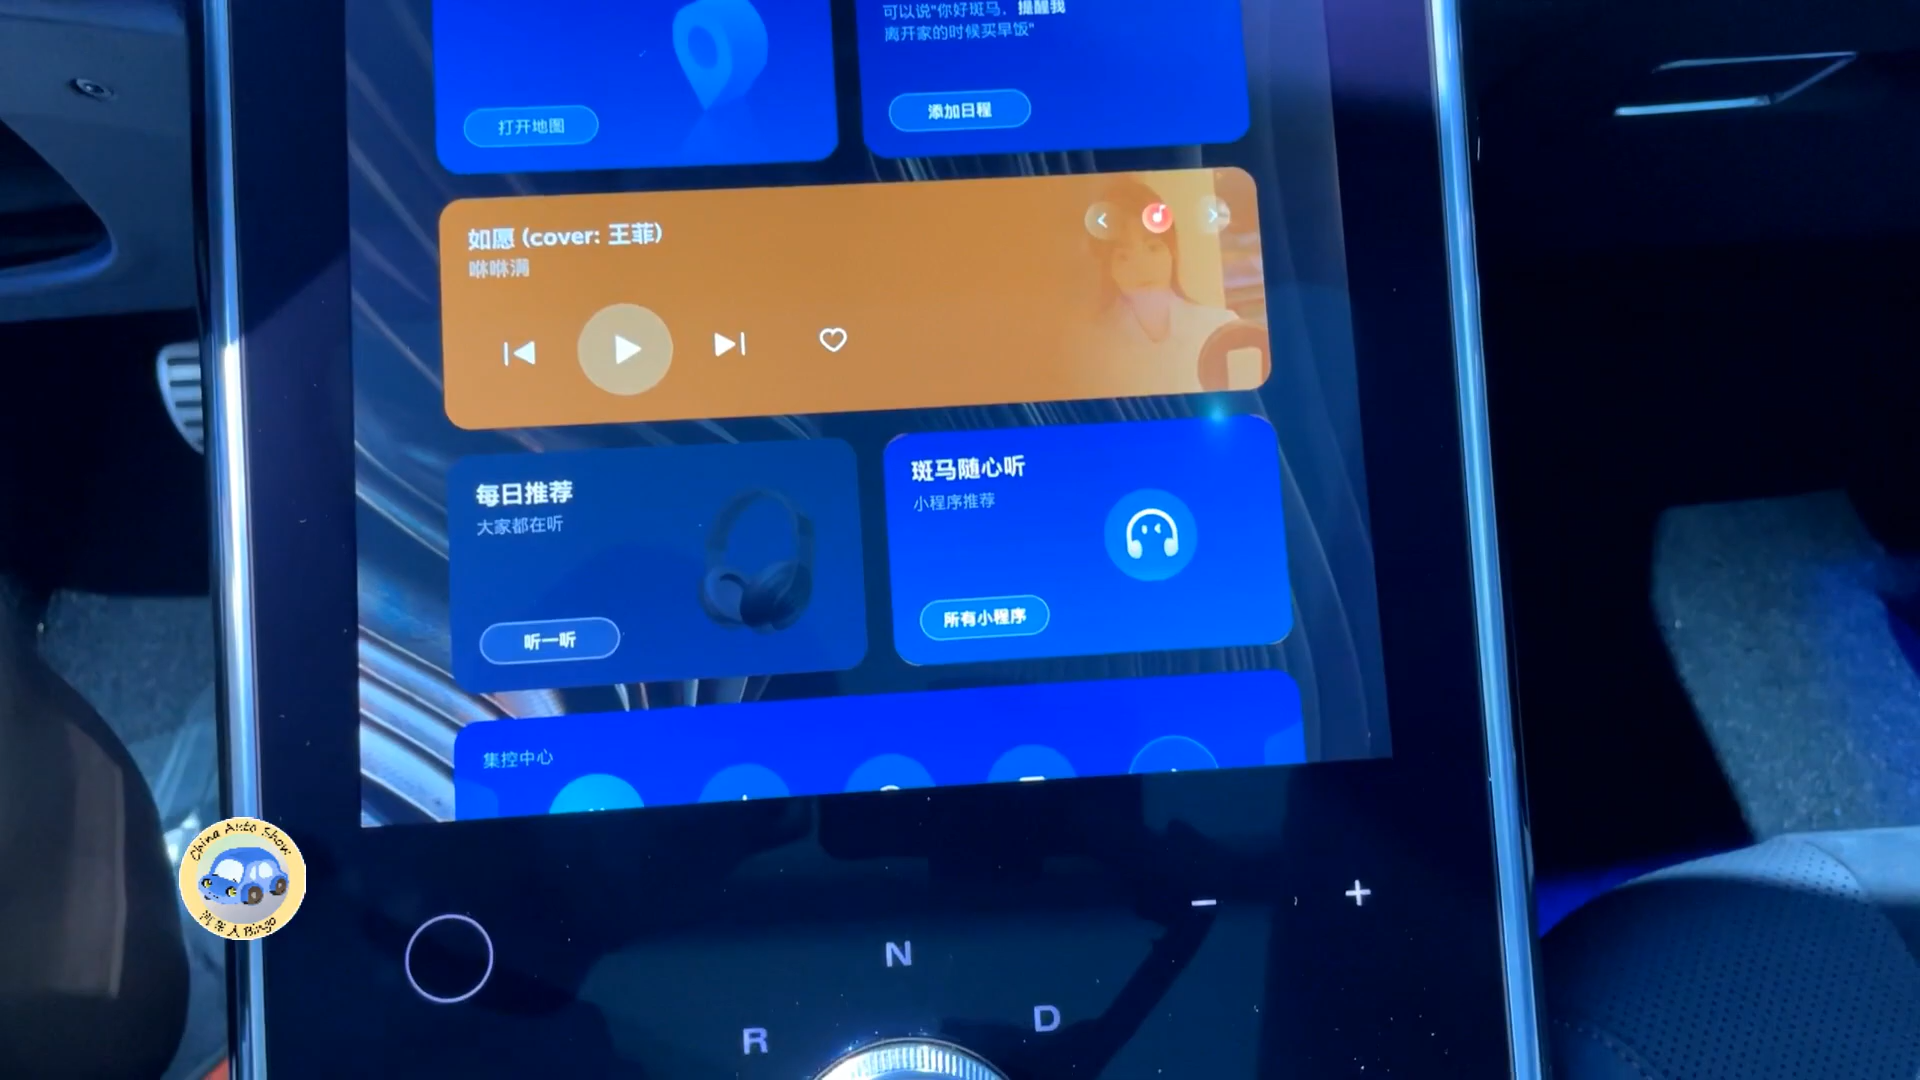 可以说"你好斑马，提醒我
离开家的时候买早饭"
打开地图
添加日程
如愿 (cover: 王菲)
咻咻满
每日推荐
大家都在听
听一听
斑马随心听
小程序推荐
所有小程序
集控中心
China Auto Show
Bingo
− +
N
R
D